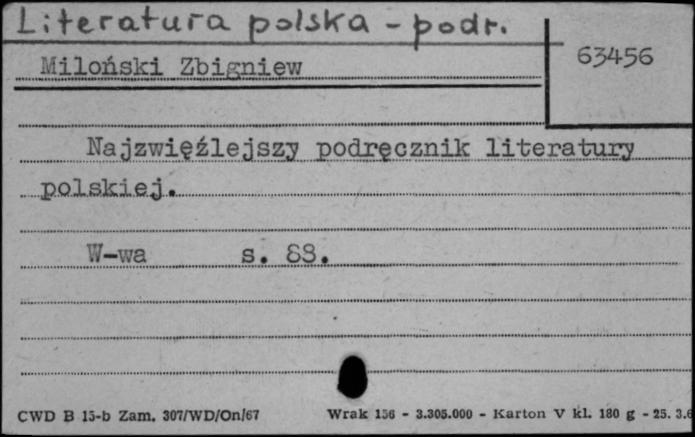 Literatura polska - podr.
63456
Miloński Zbigniew
Najzwięźlejszy podręcznik literatury
polskiej.
W-wa s. 88.
CWD B 15-b Zam. 307/WD/On/67 Wrak 156 - 3.305.000 - Karton V kl. 180 g - 25. 3.6